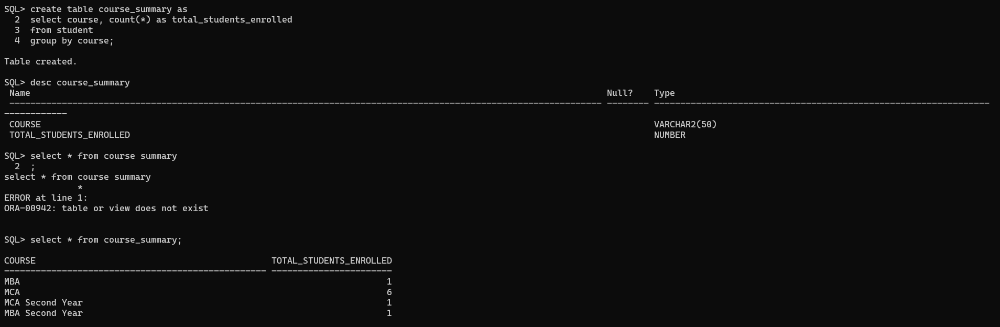 SQL> create table course_summary as
  2  select course, count(*) as total_students_enrolled
  3  from student
  4  group by course;
Table created.
SQL> desc course_summary
 Name                                                                                                              Null?    Type
 ----------------------------------------------------------------------------------------------------------------- -------- ----------------------------------------------------------------
------------
 COURSE                                                                                                                     VARCHAR2(50)
 TOTAL_STUDENTS_ENROLLED                                                                                                    NUMBER
SQL> select * from course summary
  2  ;
select * from course summary
              *
ERROR at line 1:
ORA-00942: table or view does not exist
SQL> select * from course_summary;
COURSE                                             TOTAL_STUDENTS_ENROLLED
-------------------------------------------------- -----------------------
MBA                                                                      1
MCA                                                                      6
MCA Second Year                                                          1
MBA Second Year                                                          1